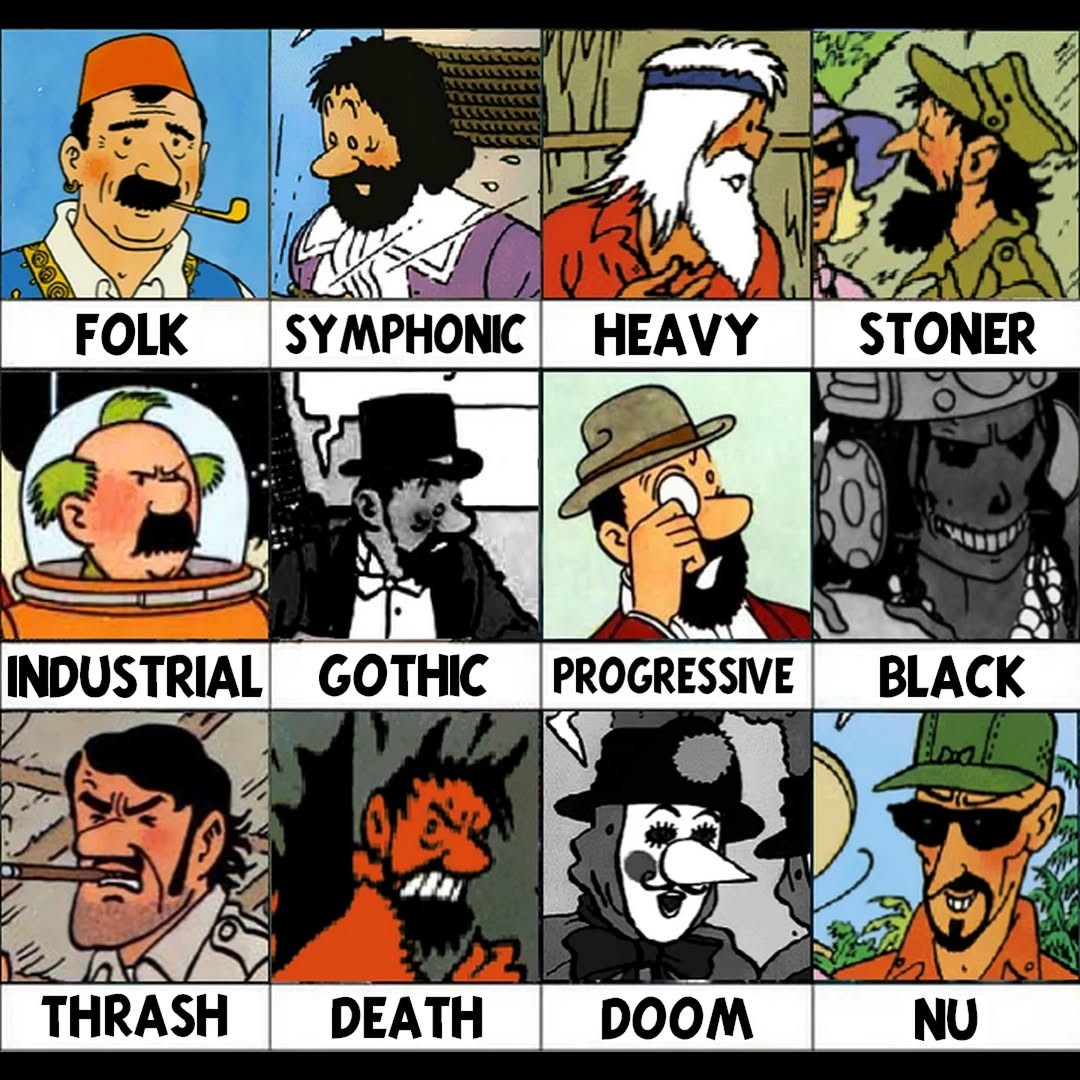 FOLK
SYMPHONIC
HEAVY
STONER
INDUSTRIAL
GOTHIC
PROGRESSIVE
BLACK
THRASH
DEATH
DOOM
NU